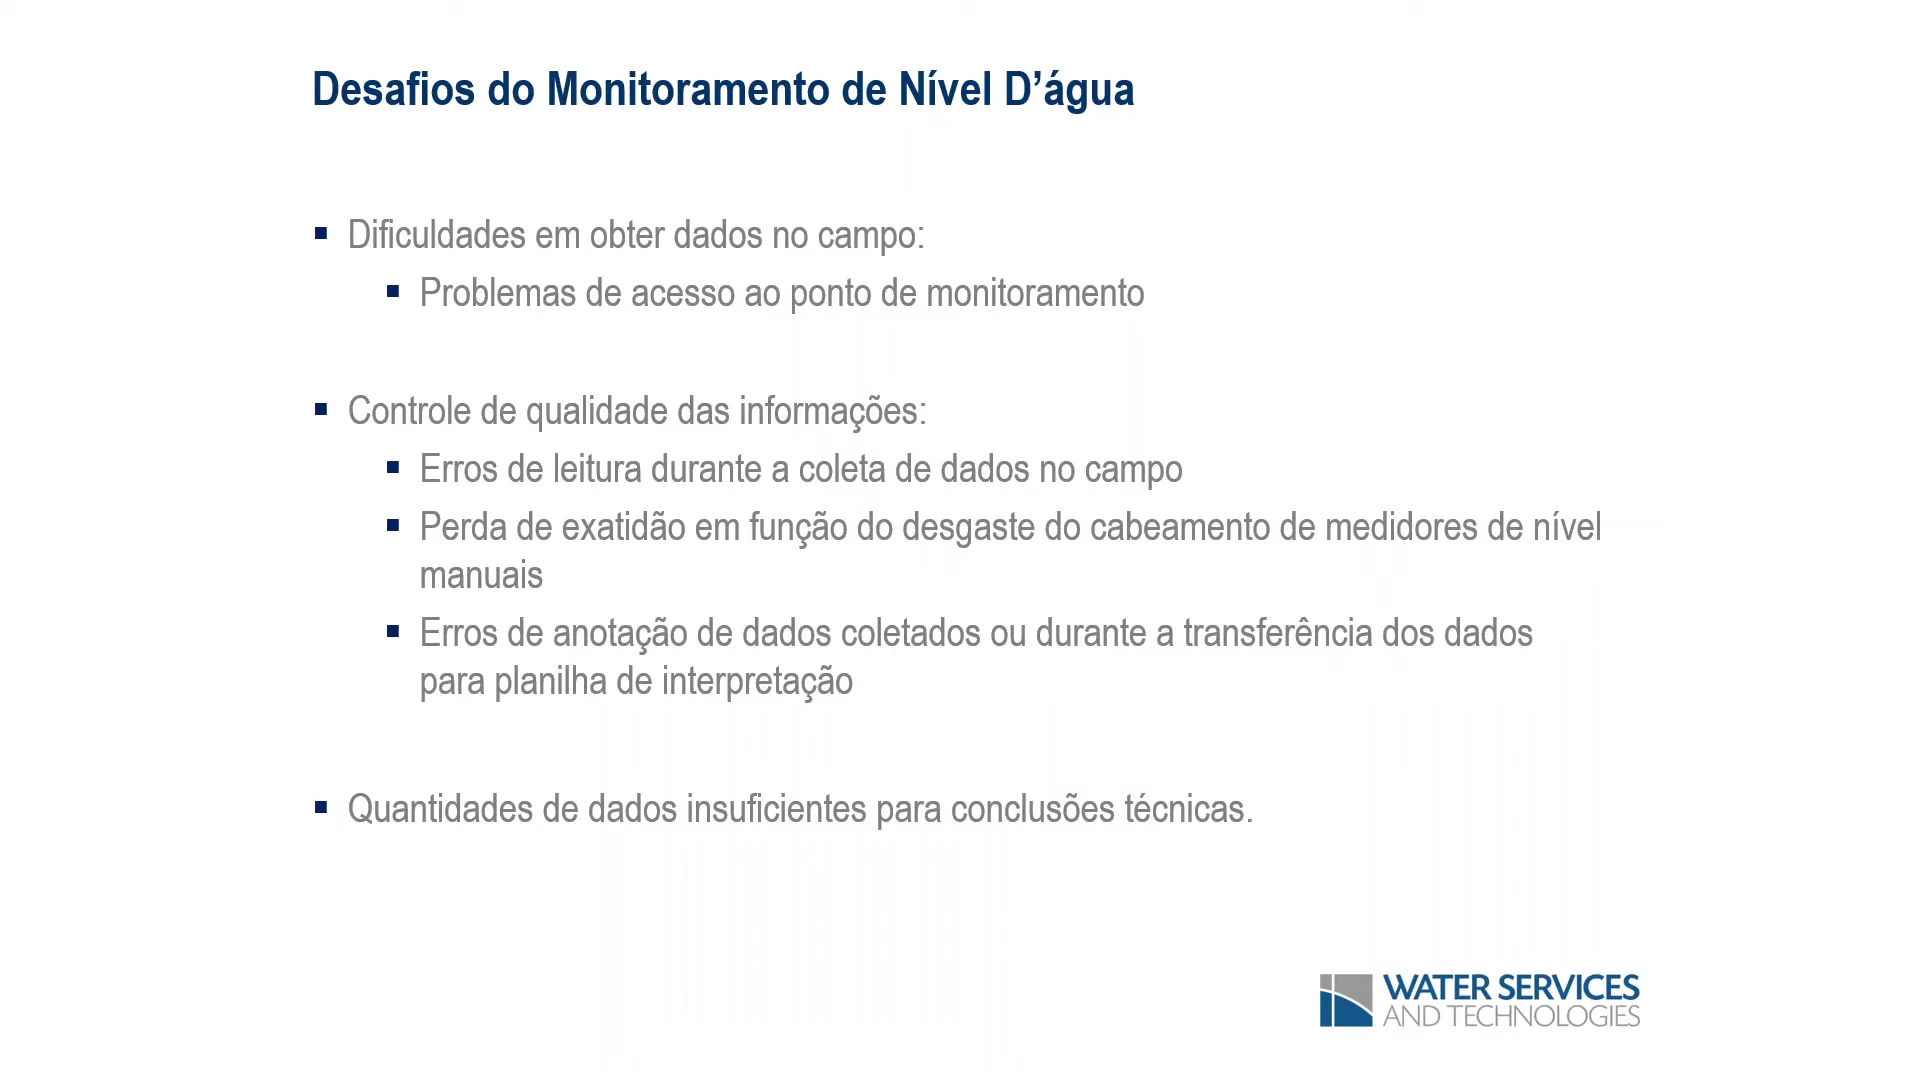 Desafios do Monitoramento de Nível D’água
▪ Dificuldades em obter dados no campo:
▪ Problemas de acesso ao ponto de monitoramento
▪ Controle de qualidade das informações:
▪ Erros de leitura durante a coleta de dados no campo
▪ Perda de exatidão em função do desgaste do cabeamento de medidores de nível
manuais
▪ Erros de anotação de dados coletados ou durante a transferência dos dados
para planilha de interpretação
▪ Quantidades de dados insuficientes para conclusões técnicas.
WATER SERVICES
AND TECHNOLOGIES